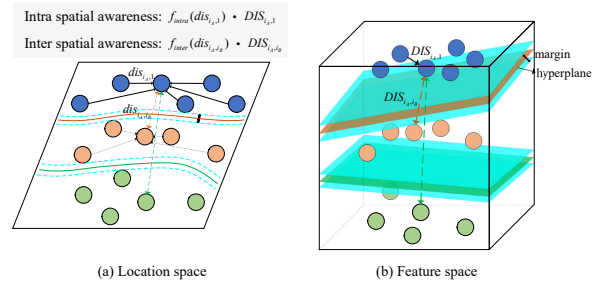 Intra spatial awareness: f_intra(dis_{i_A,1}) • DIS_{i_A,1}
Inter spatial awareness: f_inter(dis_{i_A,i_B}) • DIS_{i_A,i_B}
dis_{i_A,1}
dis_{i_A,i_B}
DIS_{i_A,1}
margin
hyperplane
DIS_{i_A,i_B}
(a) Location space
(b) Feature space